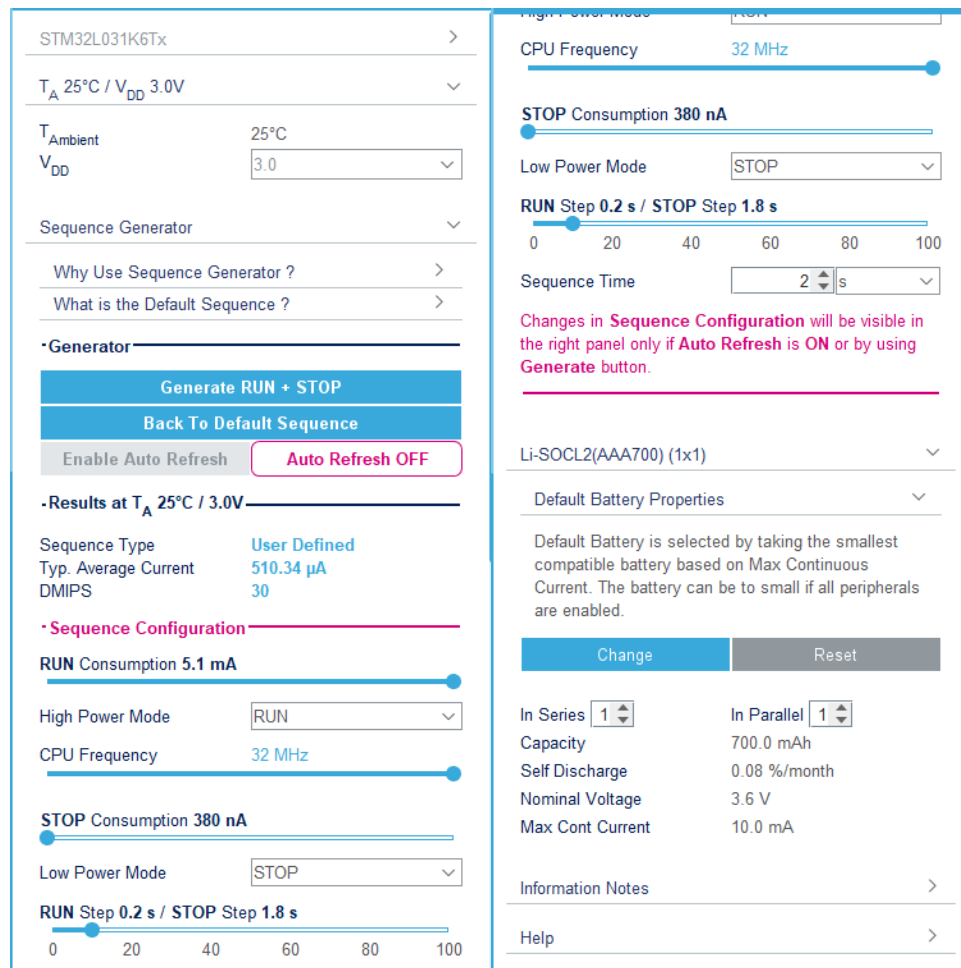 STM32L031K6Tx
TA 25°C / VDD 3.0V
TAmbient 25°C
VDD 3.0
Sequence Generator
Why Use Sequence Generator ?
What is the Default Sequence ?
Generator
Generate RUN + STOP
Back To Default Sequence
Enable Auto Refresh Auto Refresh OFF
Results at TA 25°C / 3.0V
Sequence Type User Defined
Typ. Average Current 510.34 µA
DMIPS 30
Sequence Configuration
RUN Consumption 5.1 mA
High Power Mode RUN
CPU Frequency 32 MHz
STOP Consumption 380 nA
Low Power Mode STOP
RUN Step 0.2 s / STOP Step 1.8 s
0 20 40 60 80 100
High Power Mode RUN
CPU Frequency 32 MHz
STOP Consumption 380 nA
Low Power Mode STOP
RUN Step 0.2 s / STOP Step 1.8 s
0 20 40 60 80 100
Sequence Time 2 s
Changes in Sequence Configuration will be visible in
the right panel only if Auto Refresh is ON or by using
Generate button.
Li-SOCL2(AAA700) (1x1)
Default Battery Properties
Default Battery is selected by taking the smallest
compatible battery based on Max Continuous
Current. The battery can be to small if all peripherals
are enabled.
Change Reset
In Series 1 In Parallel 1
Capacity 700.0 mAh
Self Discharge 0.08 %/month
Nominal Voltage 3.6 V
Max Cont Current 10.0 mA
Information Notes
Help